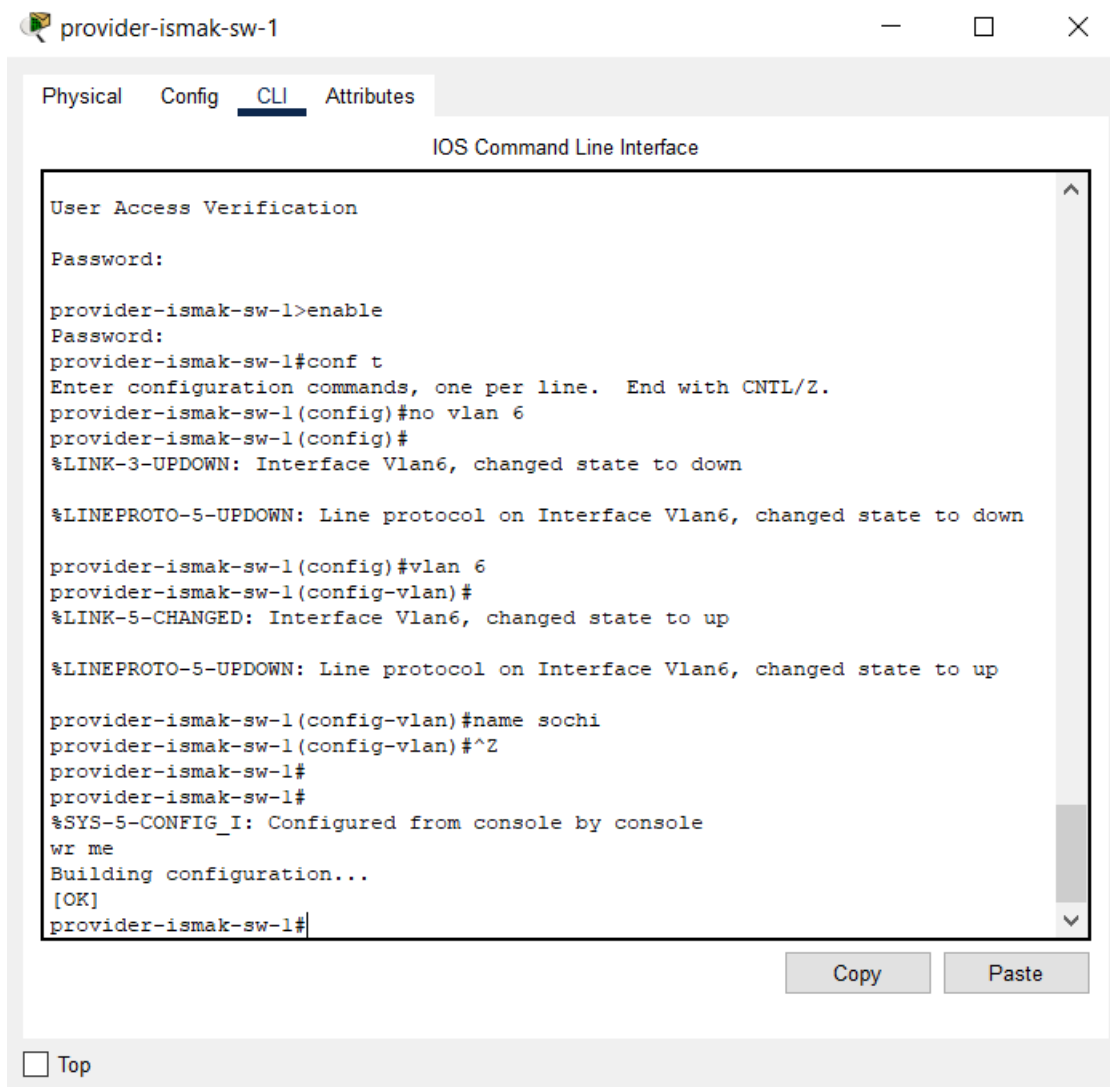 provider-ismak-sw-1
Physical Config CLI Attributes
IOS Command Line Interface
User Access Verification
Password:
provider-ismak-sw-1>enable
Password:
provider-ismak-sw-1#conf t
Enter configuration commands, one per line.  End with CNTL/Z.
provider-ismak-sw-1(config)#no vlan 6
provider-ismak-sw-1(config)#
%LINK-3-UPDOWN: Interface Vlan6, changed state to down
%LINEPROTO-5-UPDOWN: Line protocol on Interface Vlan6, changed state to down
provider-ismak-sw-1(config)#vlan 6
provider-ismak-sw-1(config-vlan)#
%LINK-5-CHANGED: Interface Vlan6, changed state to up
%LINEPROTO-5-UPDOWN: Line protocol on Interface Vlan6, changed state to up
provider-ismak-sw-1(config-vlan)#name sochi
provider-ismak-sw-1(config-vlan)#^Z
provider-ismak-sw-1#
provider-ismak-sw-1#
%SYS-5-CONFIG_I: Configured from console by console
wr me
Building configuration...
[OK]
provider-ismak-sw-1#
Copy Paste
Top